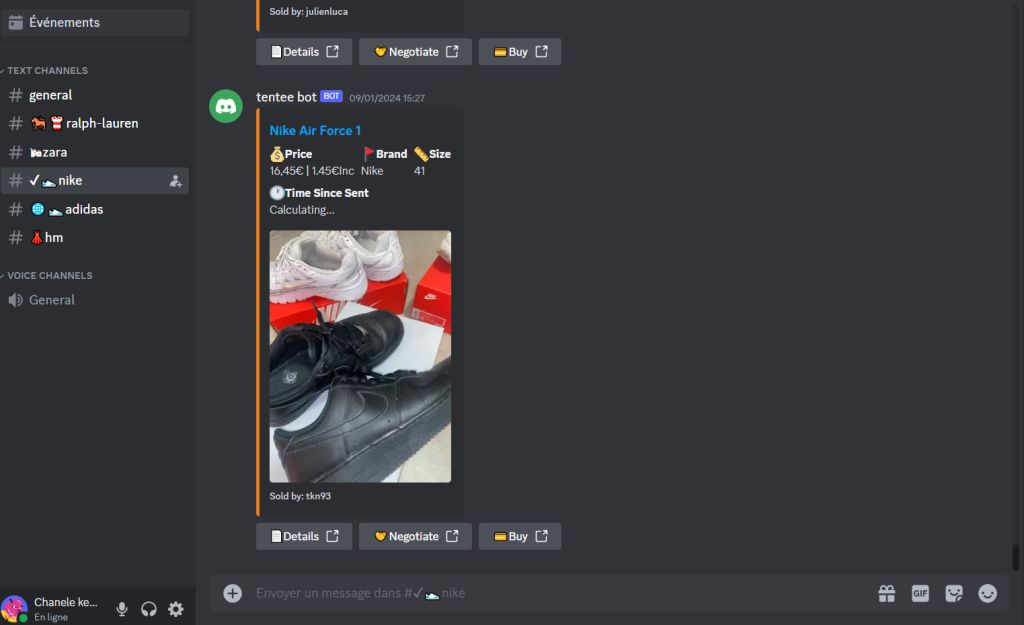 Événements
TEXT CHANNELS
general
ralph-lauren
zara
nike
adidas
hm
VOICE CHANNELS
General
Chanele ke...
En ligne
Sold by: julienluca
Details Negotiate Buy
tentee bot BOT 09/01/2024 15:27
Nike Air Force 1
Price Brand Size
16,45€ | 1.45€Inc Nike 41
Time Since Sent
Calculating...
Sold by: tkn93
Details Negotiate Buy
Envoyer un message dans #✓👟nike
GIF